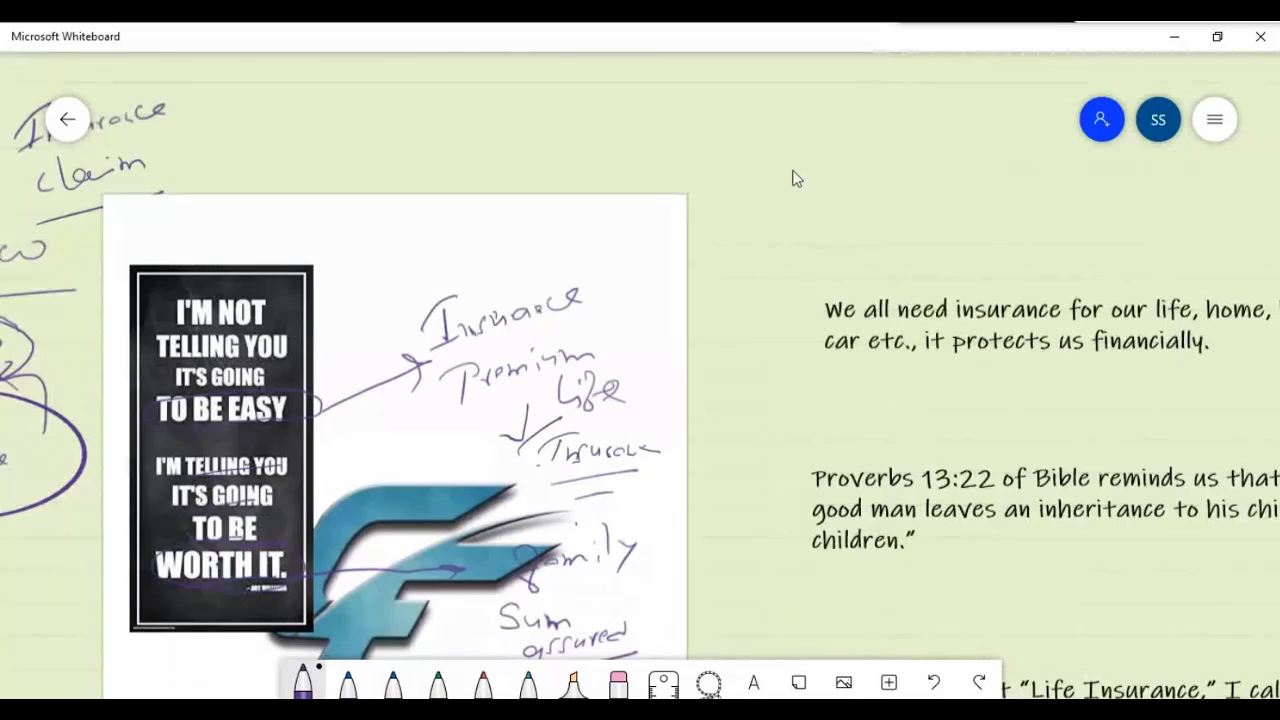 Microsoft Whiteboard
Insurance
claim
SS
I'M NOT
TELLING YOU
IT'S GOING
TO BE EASY
I'M TELLING YOU
IT'S GOING
TO BE
WORTH IT.
Insurance
Premium
Life
Insurance
family
Sum
assured
We all need insurance for our life, home,
car etc., it protects us financially.
Proverbs 13:22 of Bible reminds us that
good man leaves an inheritance to his chi
children."
t "Life Insurance," I cal
A